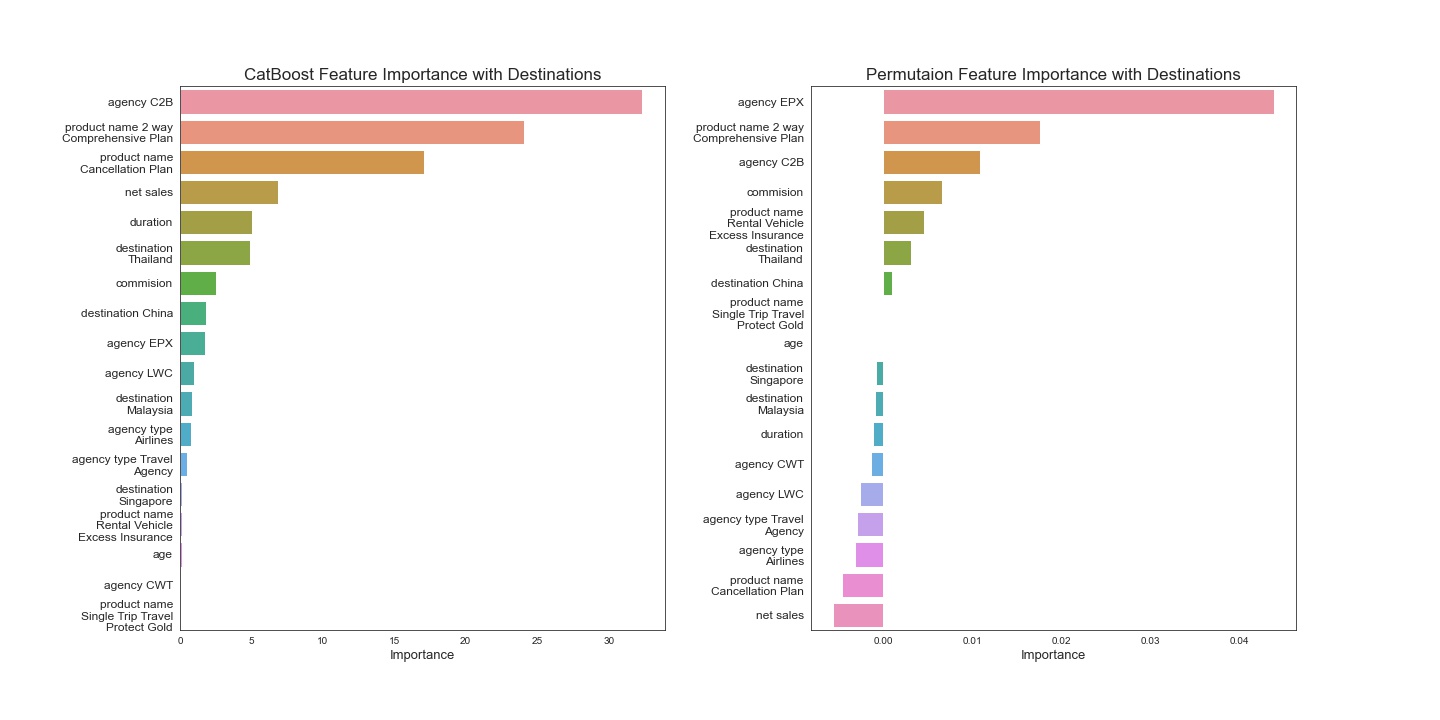 CatBoost Feature Importance with Destinations
agency C2B
product name 2 way
Comprehensive Plan
product name
Cancellation Plan
net sales
duration
destination
Thailand
commision
destination China
agency EPX
agency LWC
destination
Malaysia
agency type
Airlines
agency type Travel
Agency
destination
Singapore
product name
Rental Vehicle
Excess Insurance
age
agency CWT
product name
Single Trip Travel
Protect Gold
0 5 10 15 20 25 30
Importance
Permutaion Feature Importance with Destinations
agency EPX
product name 2 way
Comprehensive Plan
agency C2B
commision
product name
Rental Vehicle
Excess Insurance
destination
Thailand
destination China
product name
Single Trip Travel
Protect Gold
age
destination
Singapore
destination
Malaysia
duration
agency CWT
agency LWC
agency type Travel
Agency
agency type
Airlines
product name
Cancellation Plan
net sales
0.00 0.01 0.02 0.03 0.04
Importance